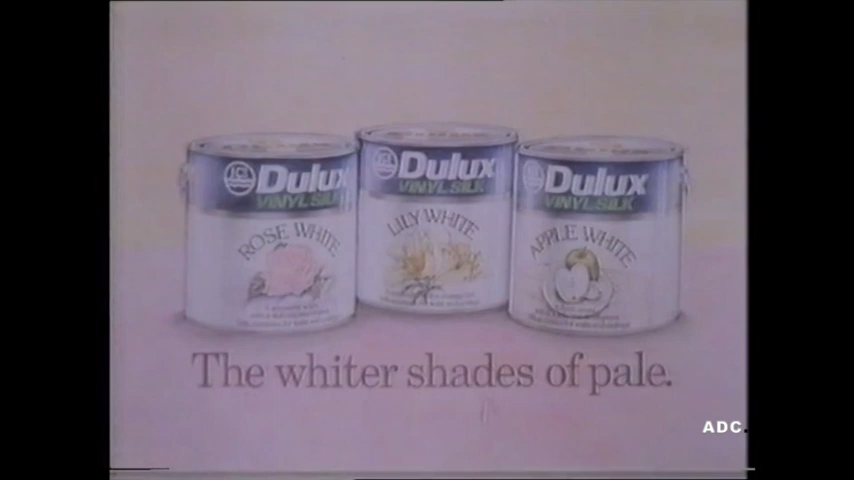 ICI
Dulux
VINYL SILK
ROSE WHITE
ICI
Dulux
VINYL SILK
LILY WHITE
ICI
Dulux
VINYL SILK
APPLE WHITE
The whiter shades of pale.
ADC.